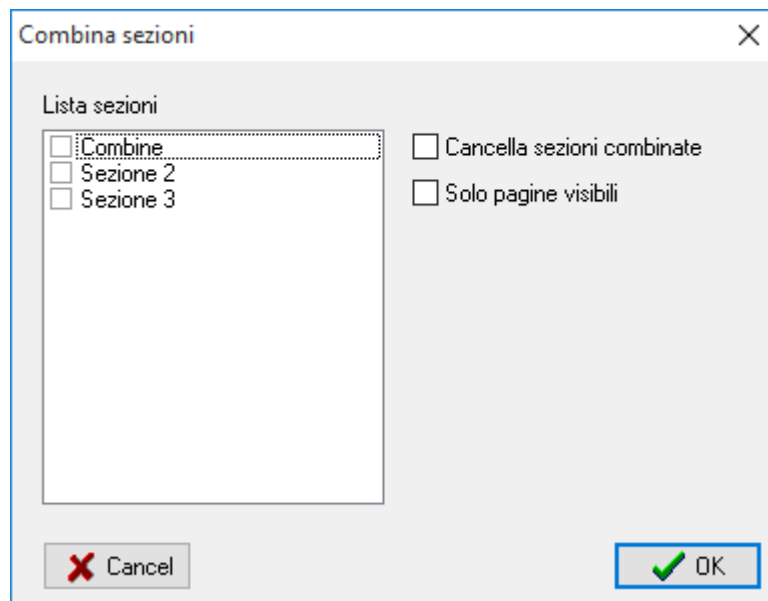 Combina sezioni
Lista sezioni
Combine
Sezione 2
Sezione 3
Cancella sezioni combinate
Solo pagine visibili
Cancel
OK